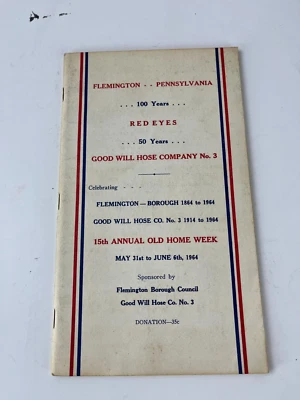 FLEMINGTON - - PENNSYLVANIA
. . . 100 Years . . .
RED EYES
. . . 50 Years . . .
GOOD WILL HOSE COMPANY No. 3
Celebrating - - -
FLEMINGTON — BOROUGH 1864 to 1964
GOOD WILL HOSE CO. No. 3 1914 to 1964
15th ANNUAL OLD HOME WEEK
MAY 31st to JUNE 6th, 1964
Sponsored by
Flemington Borough Council
Good Will Hose Co. No. 3
DONATION—35c